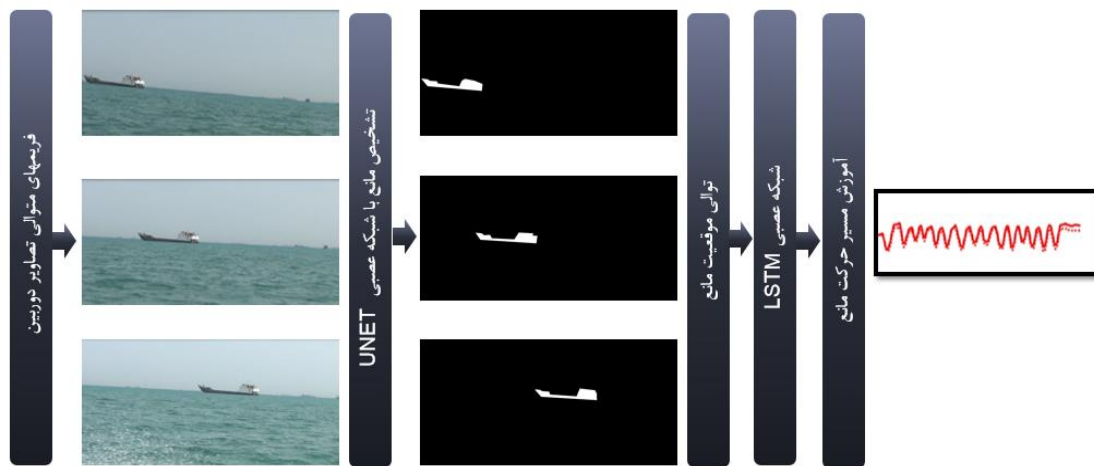 فریمهای متوالی تصاویر دوربین
تشخیص مانع با شبکه عصبی UNET
توالی موقعیت مانع
شبکه عصبی LSTM
آموزش مسیر حرکت مانع